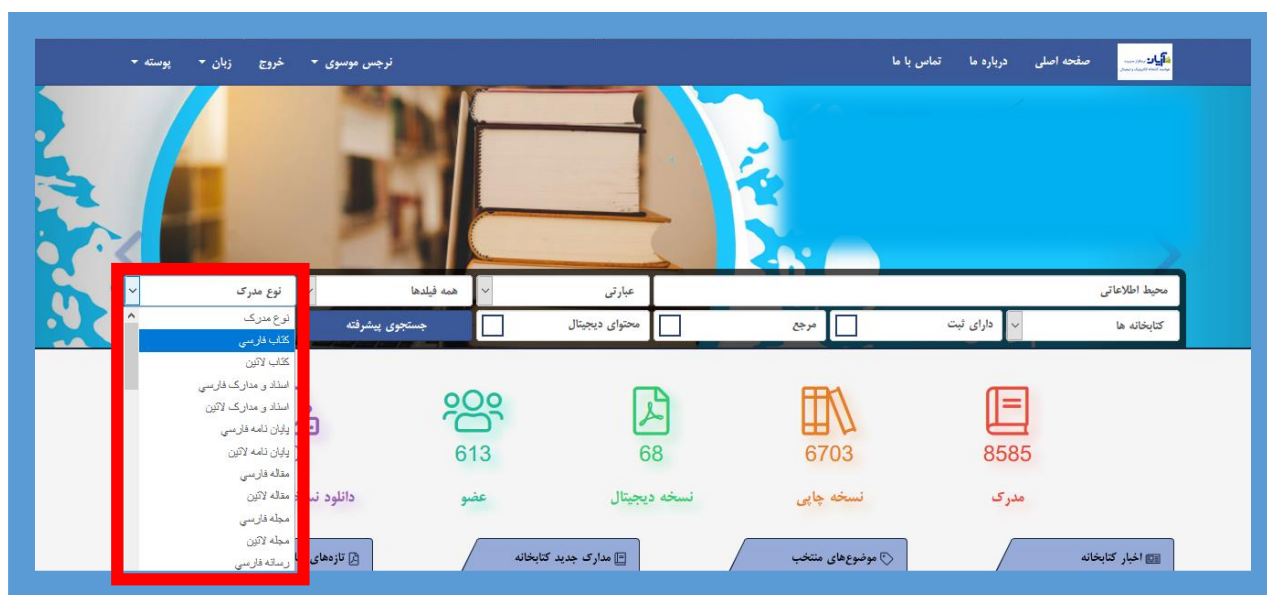 صفحه اصلی درباره ما تماس با ما نرجس موسوی خروج زبان پوسته
آپان
محیط اطلاعاتی عبارتی همه فیلدها نوع مدرک
کتابخانه ها دارای ثبت مرجع محتوای دیجیتال جستجوی پیشرفته
نوع مدرک
کتاب فارسي
کتاب لاتين
اسناد و مدارک فارسي
اسناد و مدارک لاتين
پايان نامه فارسي
پايان نامه لاتين
مقاله فارسي
مقاله لاتين
مجله فارسي
مجله لاتين
رسانه فارسي
8585 6703 68 613
مدرک نسخه چاپی نسخه دیجیتال عضو دانلود
اخبار کتابخانه موضوع‌های منتخب مدارک جدید کتابخانه تازه‌های